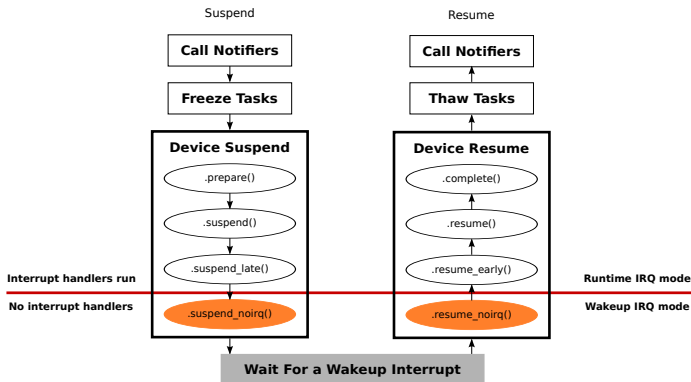 Suspend
Resume
Call Notifiers
Call Notifiers
Freeze Tasks
Thaw Tasks
Device Suspend
Device Resume
.prepare()
.complete()
.suspend()
.resume()
.suspend_late()
.resume_early()
Interrupt handlers run
Runtime IRQ mode
No interrupt handlers
Wakeup IRQ mode
.suspend_noirq()
.resume_noirq()
Wait For a Wakeup Interrupt